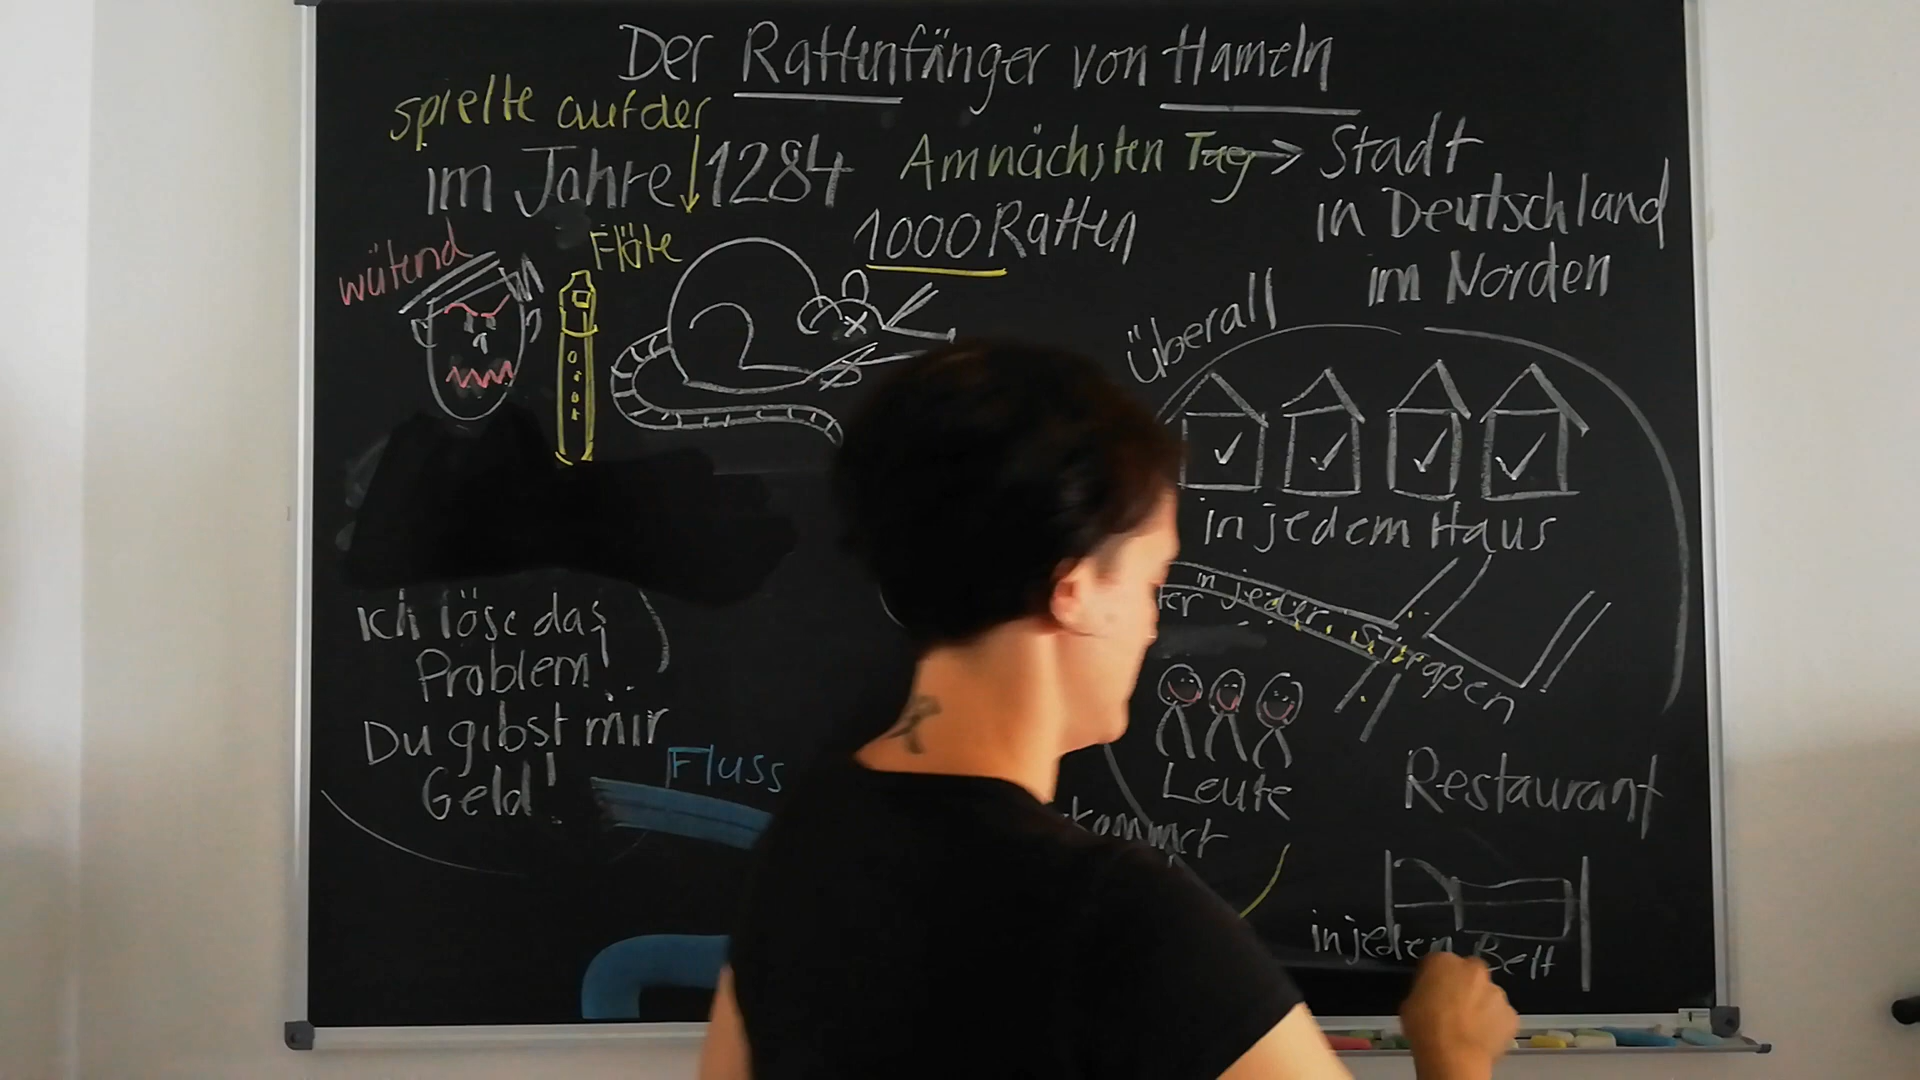 Der Rattenfänger von Hameln
spielte auf der
im Jahre 1284
Am nächsten Tag
Stadt
in Deutschland
im Norden
1000 Ratten
wütend
Flöte
überall
in jedem Haus
in jeder Straßen
Ich löse das
Problem!
Du gibst mir
Geld!
Fluss
Leute
Restaurant
in jedem Bett